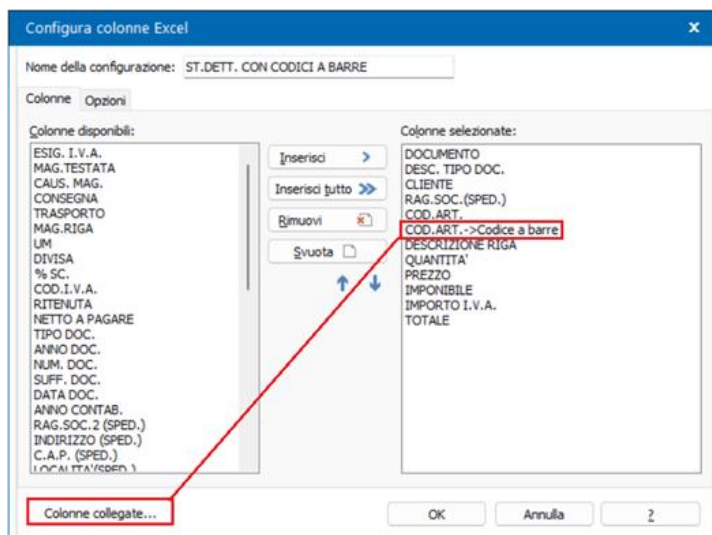 Configura colonne Excel
Nome della configurazione: ST.DETT. CON CODICI A BARRE
Colonne Opzioni
Colonne disponibili:
ESIG. I.V.A.
MAG.TESTATA
CAUS. MAG.
CONSEGNA
TRASPORTO
MAG.RIGA
UM
DIVISA
% SC.
COD.I.V.A.
RITENUTA
NETTO A PAGARE
TIPO DOC.
ANNO DOC.
NUM. DOC.
SUFF. DOC.
DATA DOC.
ANNO CONTAB.
RAG.SOC.2 (SPED.)
INDIRIZZO (SPED.)
C.A.P. (SPED.)
LOCALITA'(SPED.)
Inserisci
Inserisci tutto
Rimuovi
Svuota
Colonne selezionate:
DOCUMENTO
DESC. TIPO DOC.
CLIENTE
RAG.SOC.(SPED.)
COD.ART.
COD.ART.->Codice a barre
DESCRIZIONE RIGA
QUANTITA'
PREZZO
IMPONIBILE
IMPORTO I.V.A.
TOTALE
Colonne collegate...
OK Annulla ?